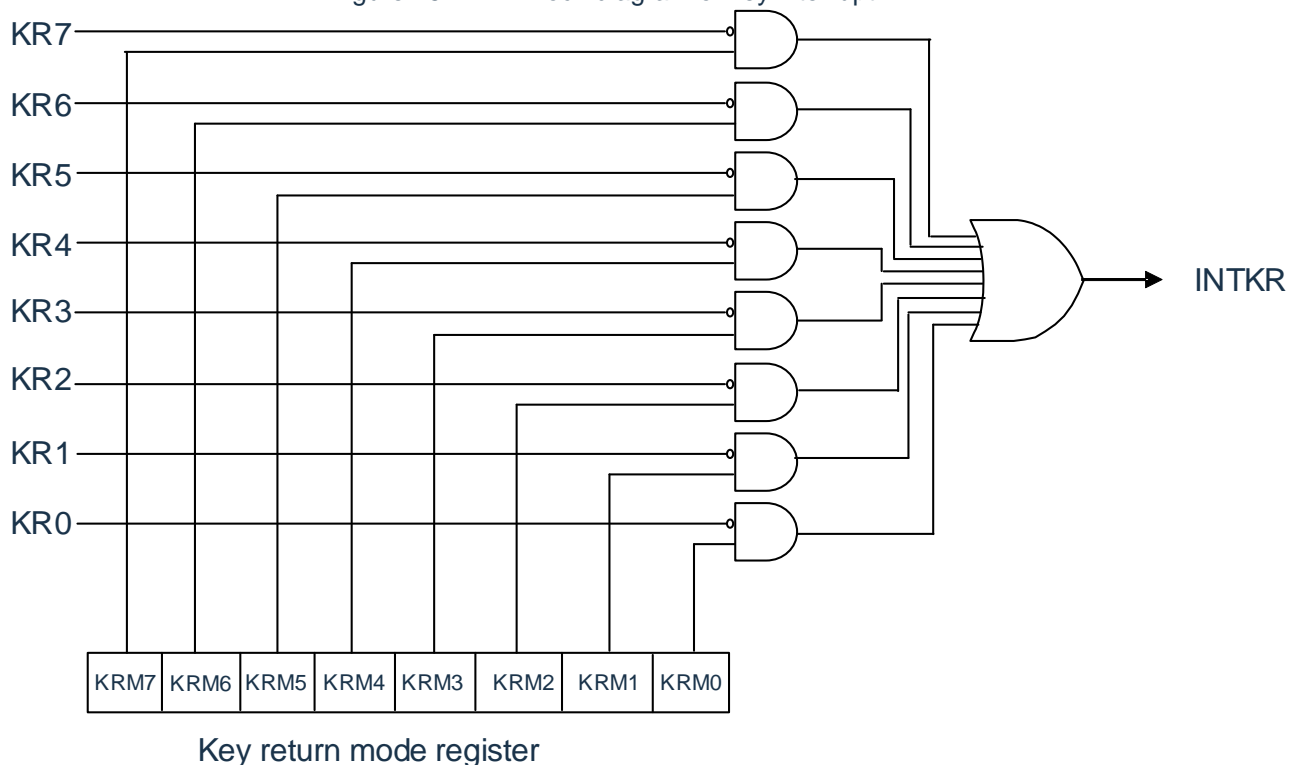 KR7
KR6
KR5
KR4
KR3
INTKR
KR2
KR1
KR0
KRM7 KRM6 KRM5 KRM4 KRM3 KRM2 KRM1 KRM0
Key return mode register